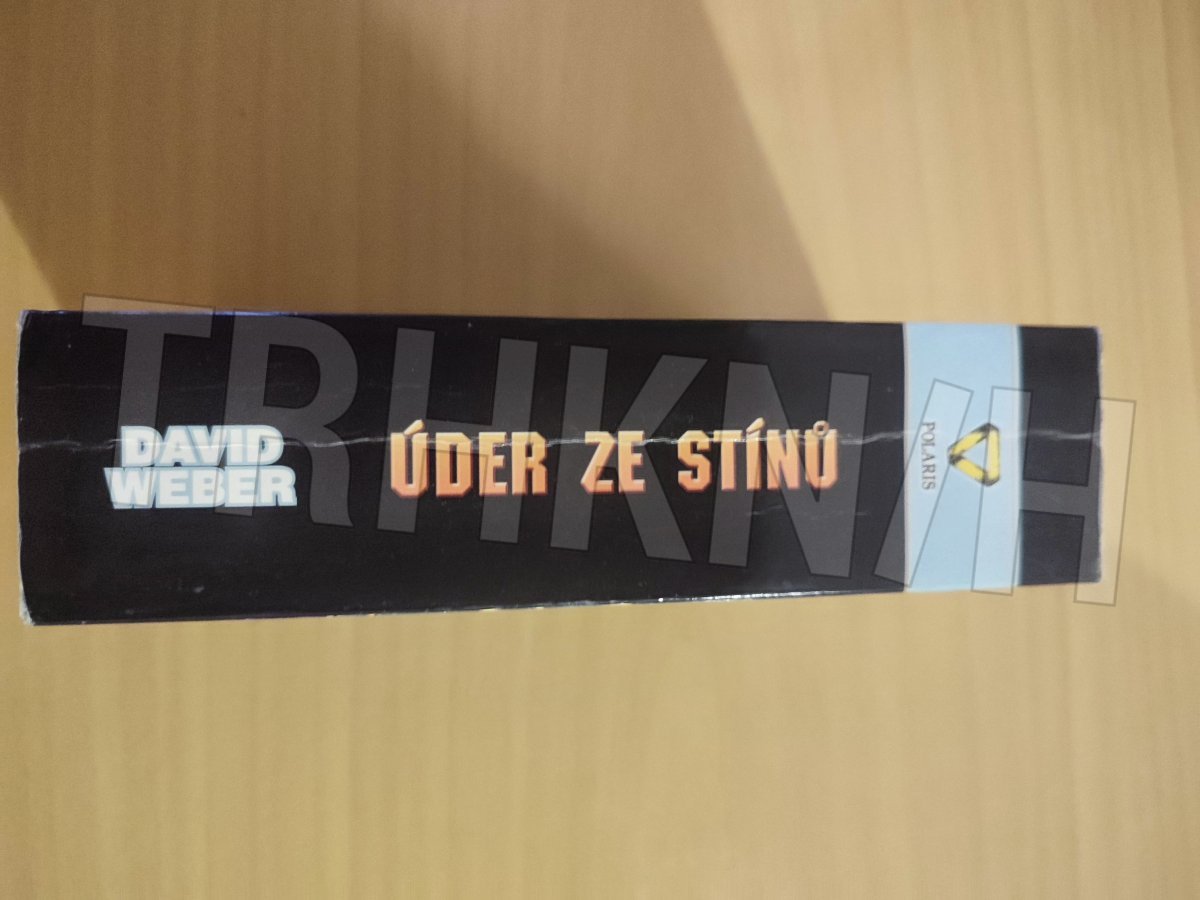 DAVID
WEBER
ÚDER ZE STÍNŮ
POLARIS
TRHKNIH